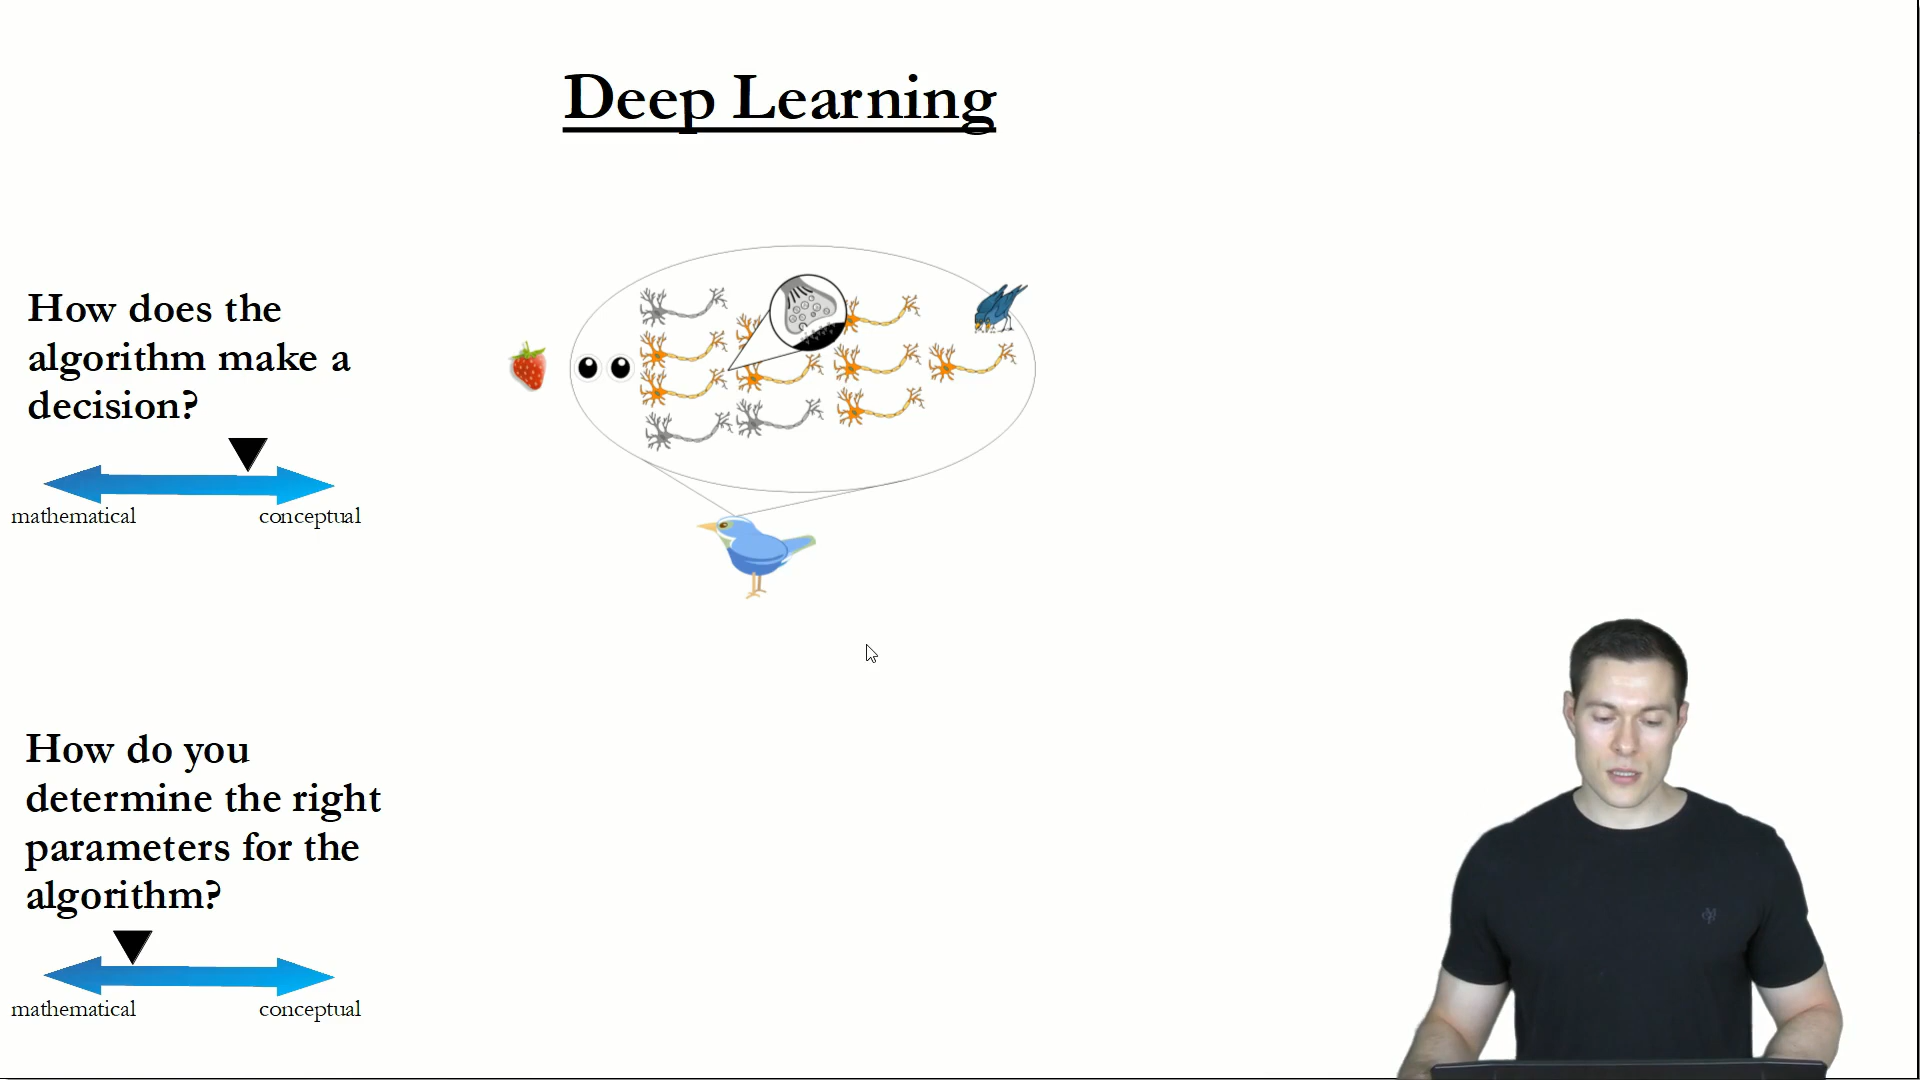 Deep Learning
How does the
algorithm make a
decision?
mathematical
conceptual
How do you
determine the right
parameters for the
algorithm?
mathematical
conceptual